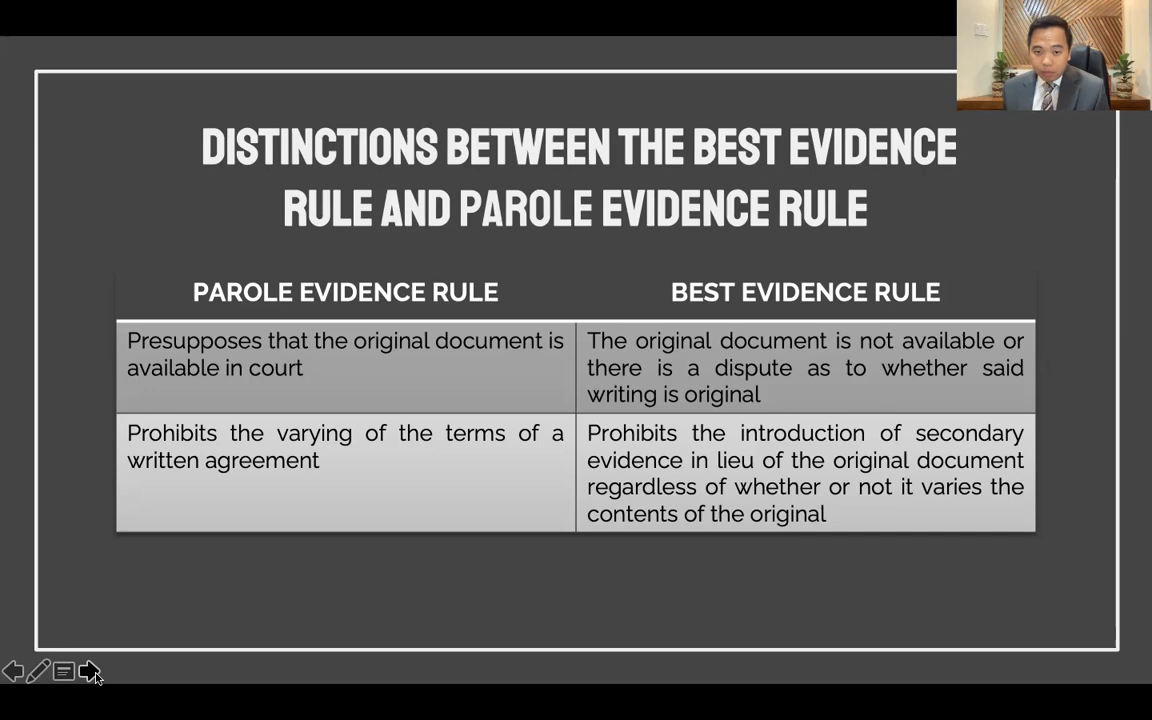 DISTINCTIONS BETWEEN THE BEST EVIDENCE
RULE AND PAROLE EVIDENCE RULE
PAROLE EVIDENCE RULE
BEST EVIDENCE RULE
Presupposes that the original document is
available in court
The original document is not available or
there is a dispute as to whether said
writing is original
Prohibits the varying of the terms of a
written agreement
Prohibits the introduction of secondary
evidence in lieu of the original document
regardless of whether or not it varies the
contents of the original